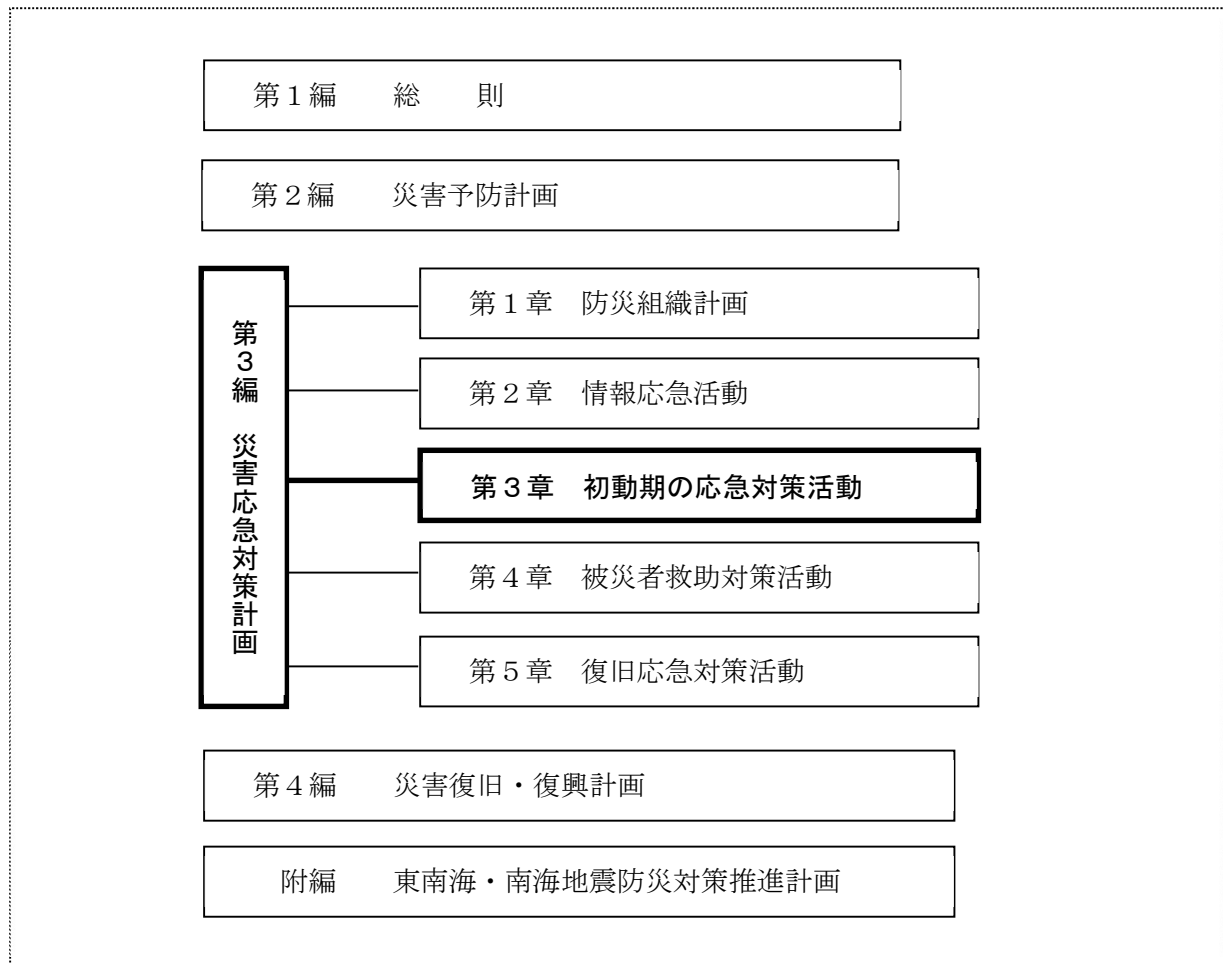 第１編　　総　　則
第２編　　災害予防計画
第３編　災害応急対策計画
第１章　防災組織計画
第２章　情報応急活動
第３章　初動期の応急対策活動
第４章　被災者救助対策活動
第５章　復旧応急対策活動
第４編　　災害復旧・復興計画
附編　　東南海・南海地震防災対策推進計画